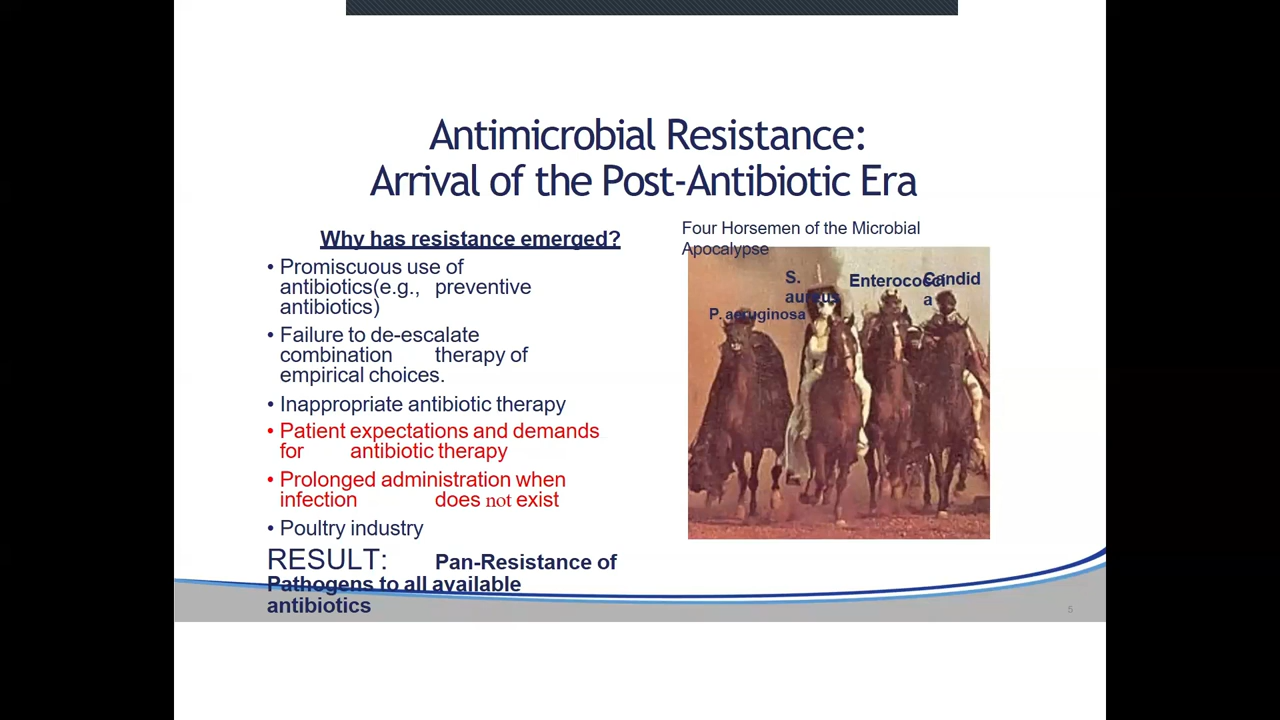 Antimicrobial Resistance:
Arrival of the Post-Antibiotic Era
Why has resistance emerged?
• Promiscuous use of
antibiotics(e.g., preventive
antibiotics)
• Failure to de-escalate
combination therapy of
empirical choices.
• Inappropriate antibiotic therapy
• Patient expectations and demands
for antibiotic therapy
• Prolonged administration when
infection does not exist
• Poultry industry
RESULT: Pan-Resistance of
Pathogens to all available
antibiotics
Four Horsemen of the Microbial
Apocalypse
P. aeruginosa
S.
aureus
Enterococci
Candid
a
5